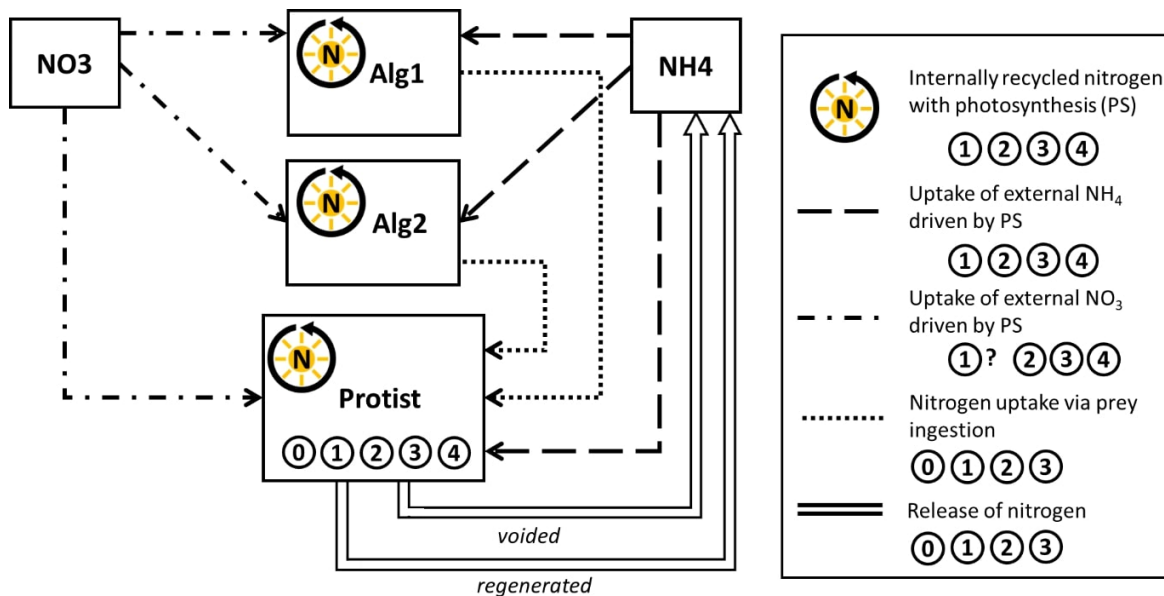 NO3
N
Alg1
NH4
N
Alg2
N
Protist
0 1 2 3 4
voided
regenerated
N
Internally recycled nitrogen
with photosynthesis (PS)
1 2 3 4
Uptake of external NH₄
driven by PS
1 2 3 4
Uptake of external NO₃
driven by PS
1 ? 2 3 4
Nitrogen uptake via prey
ingestion
0 1 2 3
Release of nitrogen
0 1 2 3